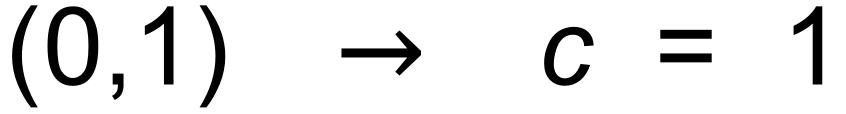 (0,1) → c = 1